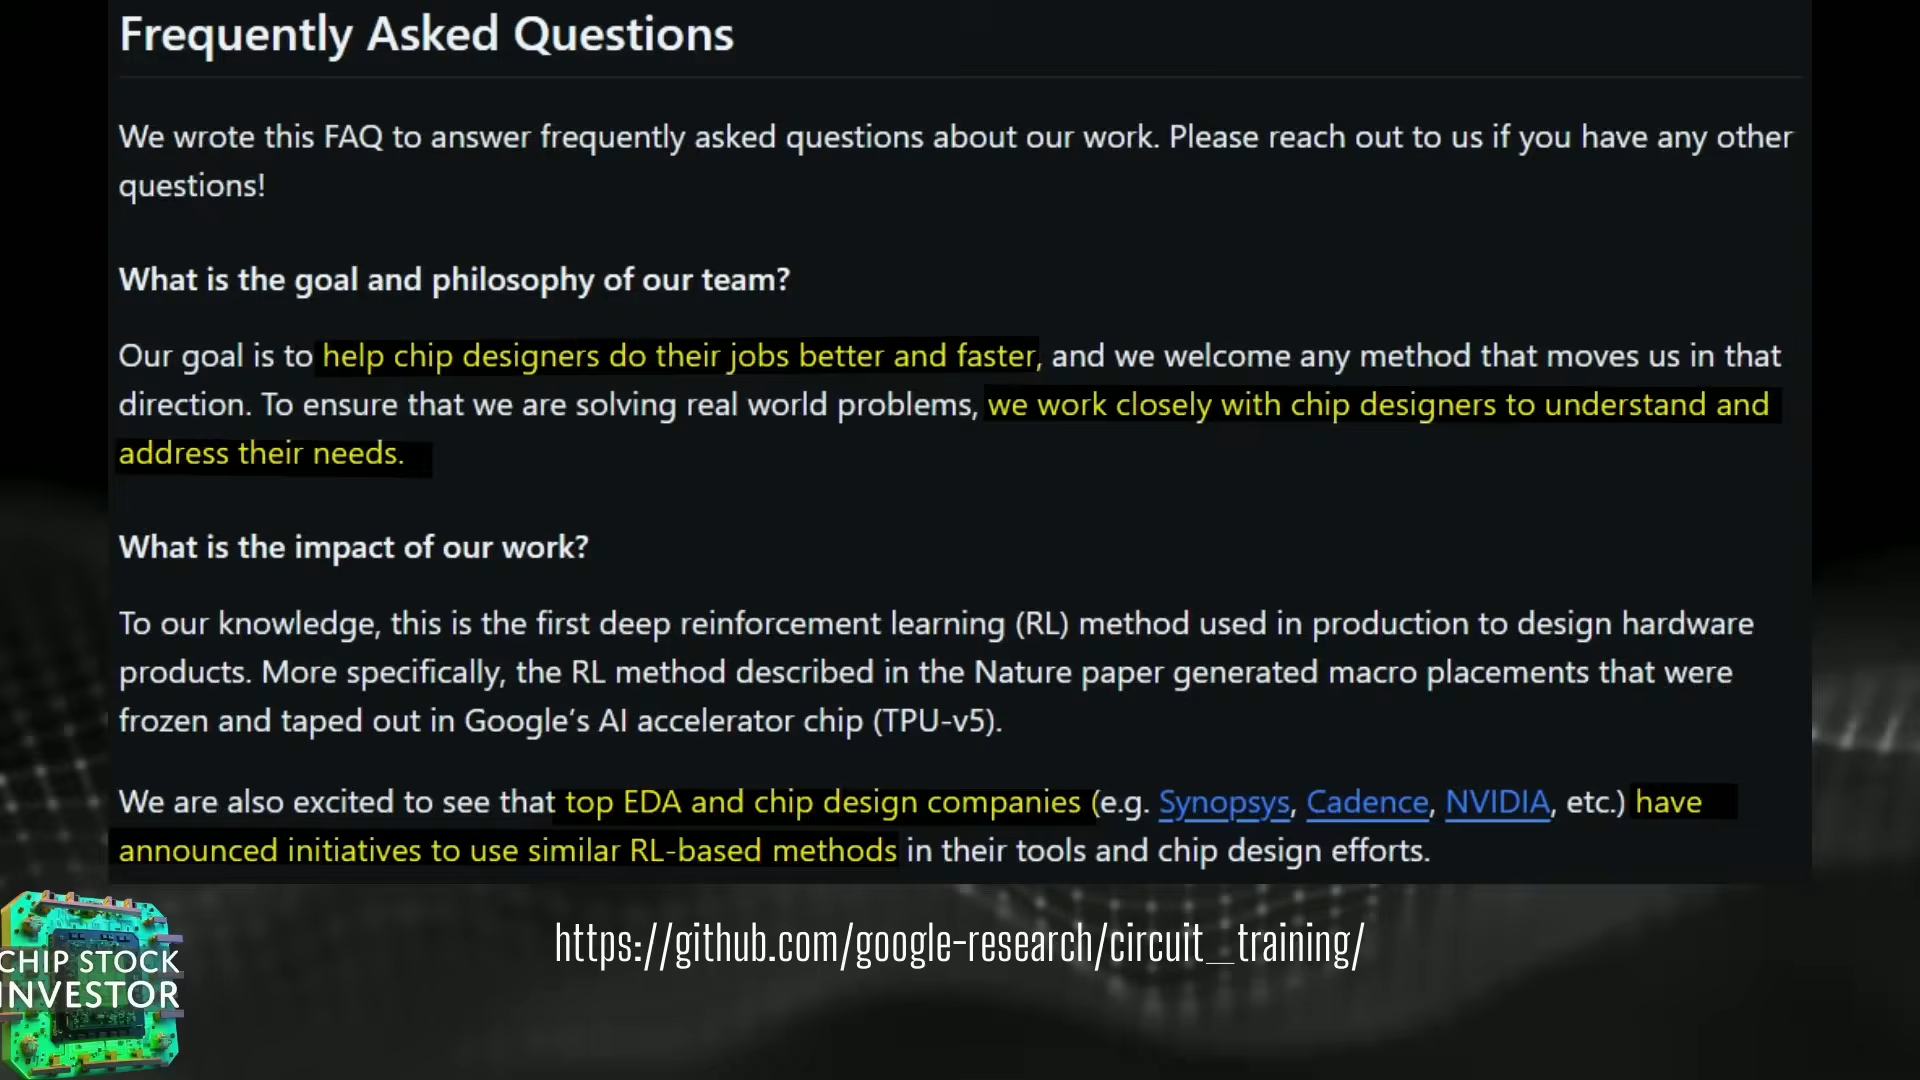 Frequently Asked Questions
We wrote this FAQ to answer frequently asked questions about our work. Please reach out to us if you have any other
questions!
What is the goal and philosophy of our team?
Our goal is to help chip designers do their jobs better and faster, and we welcome any method that moves us in that
direction. To ensure that we are solving real world problems, we work closely with chip designers to understand and
address their needs.
What is the impact of our work?
To our knowledge, this is the first deep reinforcement learning (RL) method used in production to design hardware
products. More specifically, the RL method described in the Nature paper generated macro placements that were
frozen and taped out in Google’s AI accelerator chip (TPU-v5).
We are also excited to see that top EDA and chip design companies (e.g. Synopsys, Cadence, NVIDIA, etc.) have
announced initiatives to use similar RL-based methods in their tools and chip design efforts.
https://github.com/google-research/circuit_training/
CHIP STOCK
INVESTOR